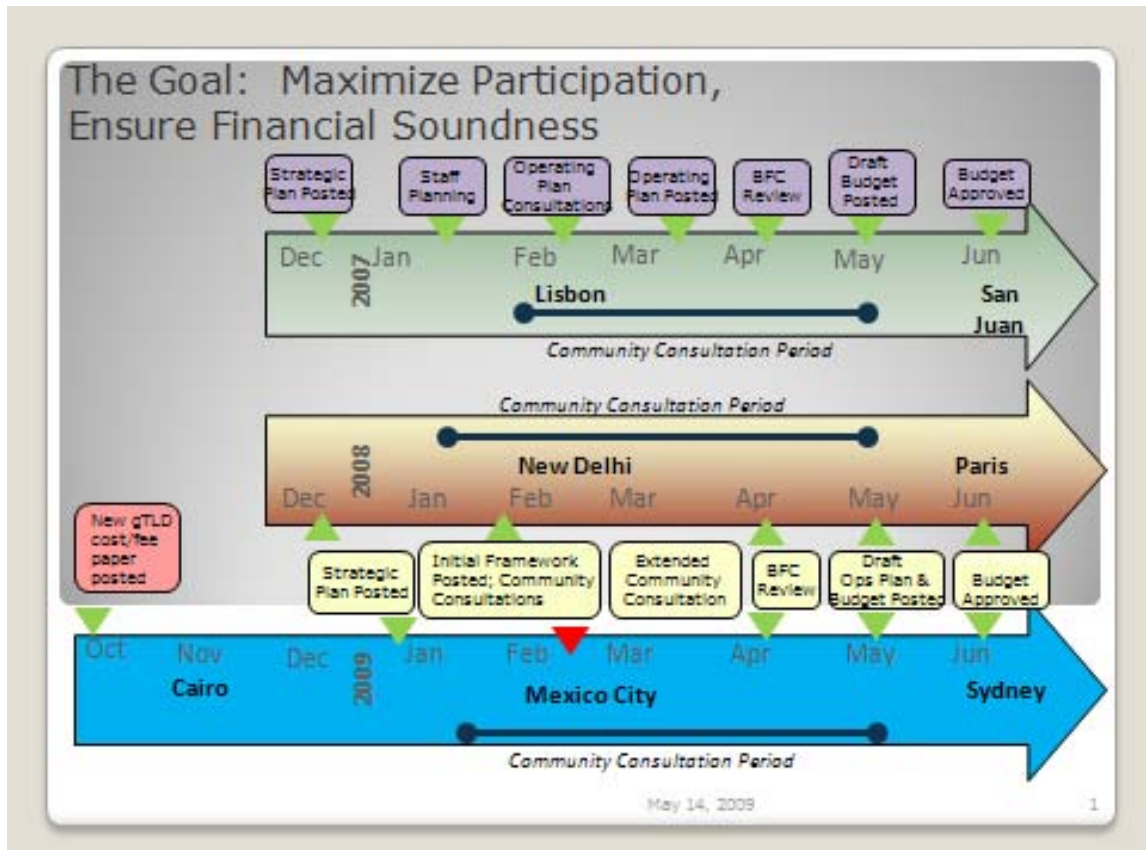 The Goal: Maximize Participation,
Ensure Financial Soundness
Strategic
Plan Posted
Staff
Planning
Operating
Plan
Consultations
Operating
Plan Posted
BFC
Review
Draft
Budget
Posted
Budget
Approved
Dec
2007
Jan
Feb
Mar
Apr
May
Jun
Lisbon
San
Juan
Community Consultation Period
Community Consultation Period
2008
New Delhi
Paris
Dec
Jan
Feb
Mar
Apr
May
Jun
New gTLD
cost/fee
paper
posted
Strategic
Plan Posted
Initial Framework
Posted; Community
Consultations
Extended
Community
Consultation
BFC
Review
Draft
Ops Plan &
Budget Posted
Budget
Approved
Oct
Nov
Dec
2009
Jan
Feb
Mar
Apr
May
Jun
Cairo
Mexico City
Sydney
Community Consultation Period
May 14, 2009
1